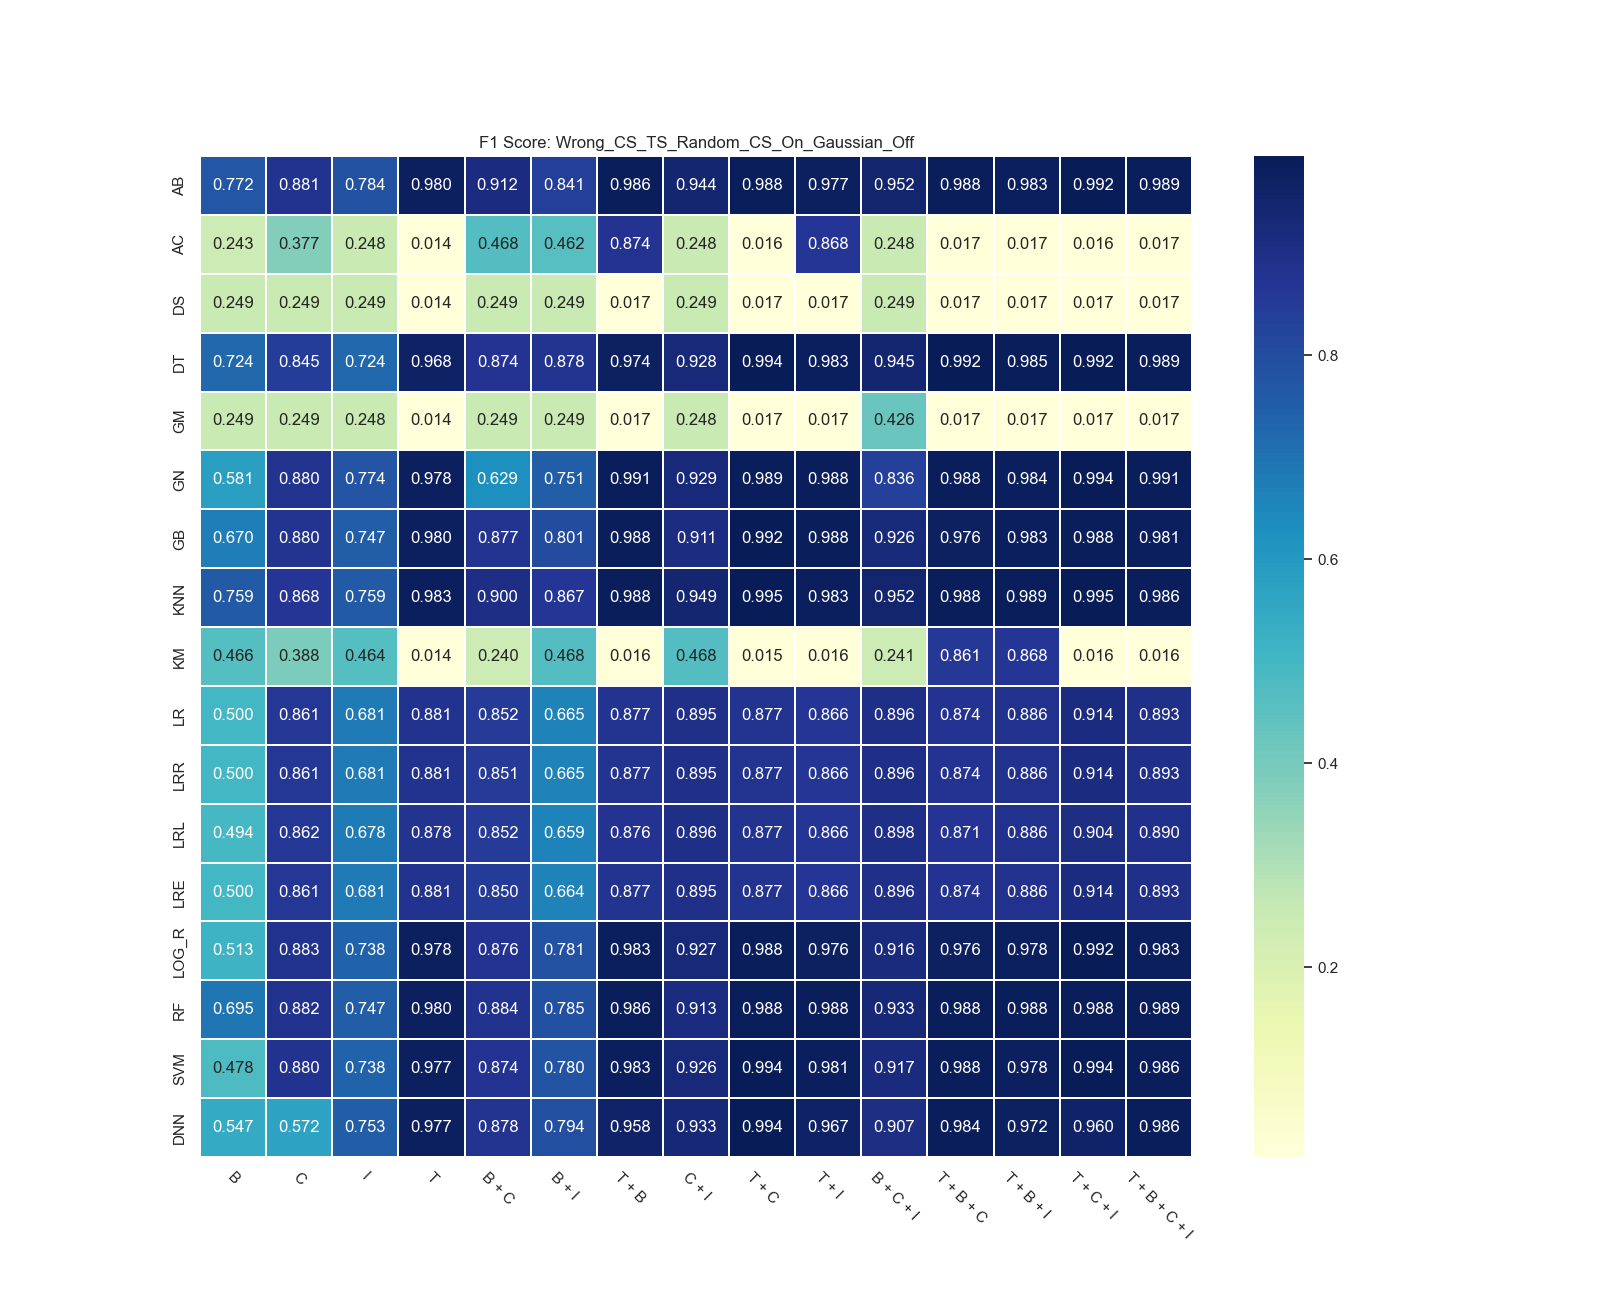 F1 Score: Wrong_CS_TS_Random_CS_On_Gaussian_Off
AB 0.772 0.881 0.784 0.980 0.912 0.841 0.986 0.944 0.988 0.977 0.952 0.988 0.983 0.992 0.989
AC 0.243 0.377 0.248 0.014 0.468 0.462 0.874 0.248 0.016 0.868 0.248 0.017 0.017 0.016 0.017
DS 0.249 0.249 0.249 0.014 0.249 0.249 0.017 0.249 0.017 0.017 0.249 0.017 0.017 0.017 0.017
DT 0.724 0.845 0.724 0.968 0.874 0.878 0.974 0.928 0.994 0.983 0.945 0.992 0.985 0.992 0.989
GM 0.249 0.249 0.248 0.014 0.249 0.249 0.017 0.248 0.017 0.017 0.426 0.017 0.017 0.017 0.017
GN 0.581 0.880 0.774 0.978 0.629 0.751 0.991 0.929 0.989 0.988 0.836 0.988 0.984 0.994 0.991
GB 0.670 0.880 0.747 0.980 0.877 0.801 0.988 0.911 0.992 0.988 0.926 0.976 0.983 0.988 0.981
KNN 0.759 0.868 0.759 0.983 0.900 0.867 0.988 0.949 0.995 0.983 0.952 0.988 0.989 0.995 0.986
KM 0.466 0.388 0.464 0.014 0.240 0.468 0.016 0.468 0.015 0.016 0.241 0.861 0.868 0.016 0.016
LR 0.500 0.861 0.681 0.881 0.852 0.665 0.877 0.895 0.877 0.866 0.896 0.874 0.886 0.914 0.893
LRR 0.500 0.861 0.681 0.881 0.851 0.665 0.877 0.895 0.877 0.866 0.896 0.874 0.886 0.914 0.893
LRL 0.494 0.862 0.678 0.878 0.852 0.659 0.876 0.896 0.877 0.866 0.898 0.871 0.886 0.904 0.890
LRE 0.500 0.861 0.681 0.881 0.850 0.664 0.877 0.895 0.877 0.866 0.896 0.874 0.886 0.914 0.893
LOG_R 0.513 0.883 0.738 0.978 0.876 0.781 0.983 0.927 0.988 0.976 0.916 0.976 0.978 0.992 0.983
RF 0.695 0.882 0.747 0.980 0.884 0.785 0.986 0.913 0.988 0.988 0.933 0.988 0.988 0.988 0.989
SVM 0.478 0.880 0.738 0.977 0.874 0.780 0.983 0.926 0.994 0.981 0.917 0.988 0.978 0.994 0.986
DNN 0.547 0.572 0.753 0.977 0.878 0.794 0.958 0.933 0.994 0.967 0.907 0.984 0.972 0.960 0.986
B C I T B + C B + I T + B C + I T + C T + I B + C + I T + B + C T + B + I T + C + I T + B + C + I
0.8
0.6
0.4
0.2